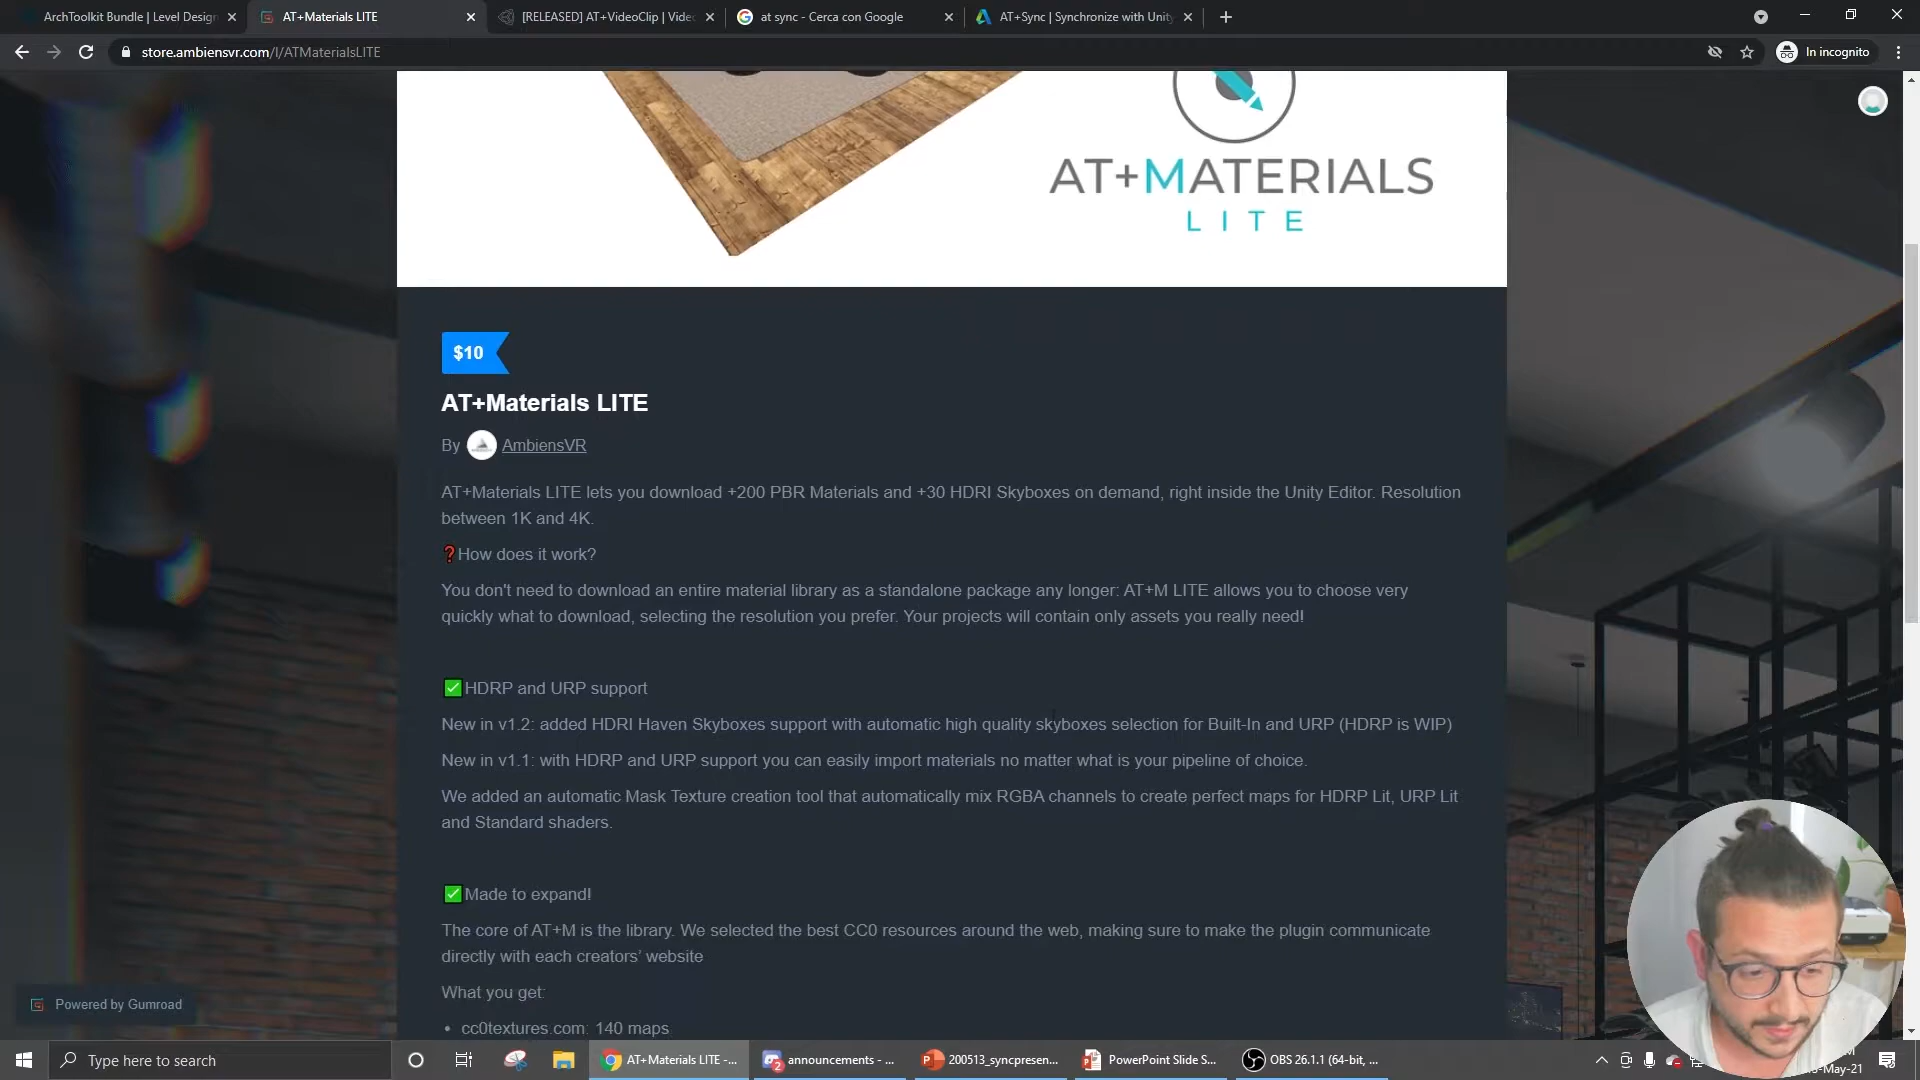 ArchToolkit Bundle | Level Design
AT+Materials LITE
[RELEASED] AT+VideoClip | Vide
at sync - Cerca con Google
AT+Sync | Synchronize with Unity
store.ambiensvr.com/l/ATMaterialsLITE
In incognito
AT+MATERIALS
LITE
$10
AT+Materials LITE
By AmbiensVR
AT+Materials LITE lets you download +200 PBR Materials and +30 HDRI Skyboxes on demand, right inside the Unity Editor. Resolution
between 1K and 4K.
❓How does it work?
You don't need to download an entire material library as a standalone package any longer: AT+M LITE allows you to choose very
quickly what to download, selecting the resolution you prefer. Your projects will contain only assets you really need!
✅HDRP and URP support
New in v1.2: added HDRI Haven Skyboxes support with automatic high quality skyboxes selection for Built-In and URP (HDRP is WIP)
New in v1.1: with HDRP and URP support you can easily import materials no matter what is your pipeline of choice.
We added an automatic Mask Texture creation tool that automatically mix RGBA channels to create perfect maps for HDRP Lit, URP Lit
and Standard shaders.
✅Made to expand!
The core of AT+M is the library. We selected the best CC0 resources around the web, making sure to make the plugin communicate
directly with each creators’ website
What you get:
• cc0textures.com: 140 maps
Powered by Gumroad
Type here to search
AT+Materials LITE -...
2
announcements - ...
200513_syncpresen...
PowerPoint Slide S...
OBS 26.1.1 (64-bit, ...
-May-21